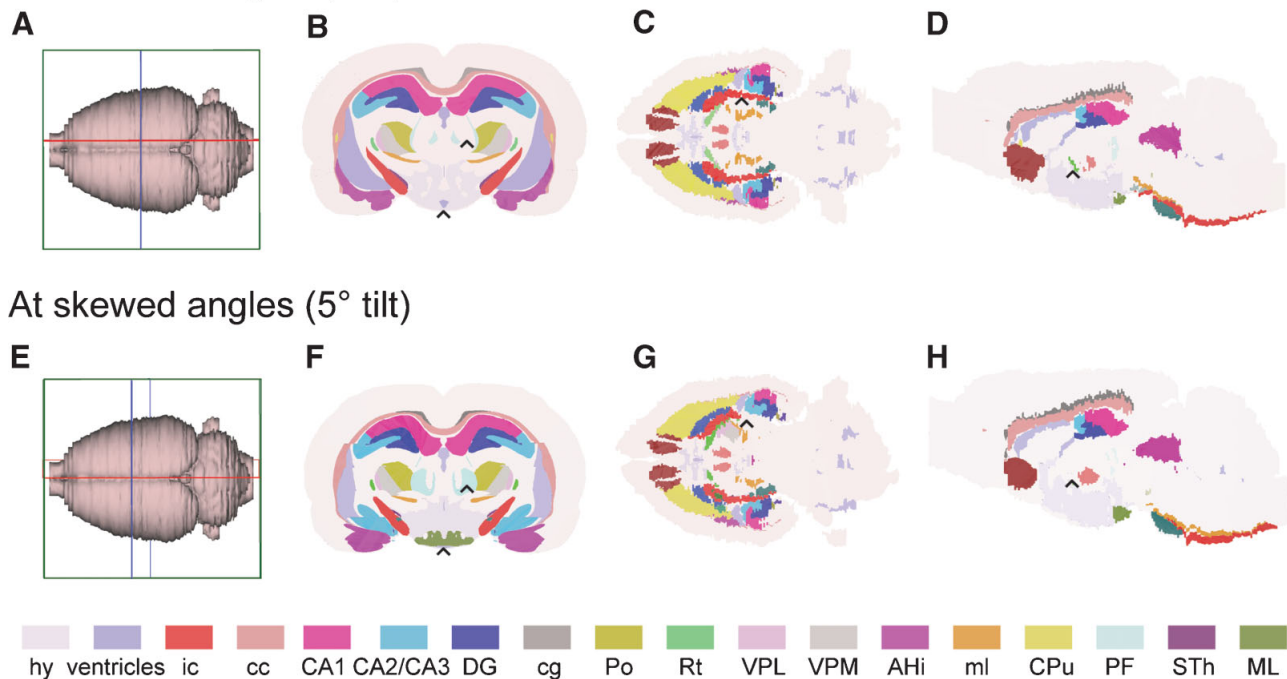 A B C D
At skewed angles (5° tilt)
E F G H
hy ventricles ic cc CA1 CA2/CA3 DG cg Po Rt VPL VPM AHi ml CPu PF STh ML